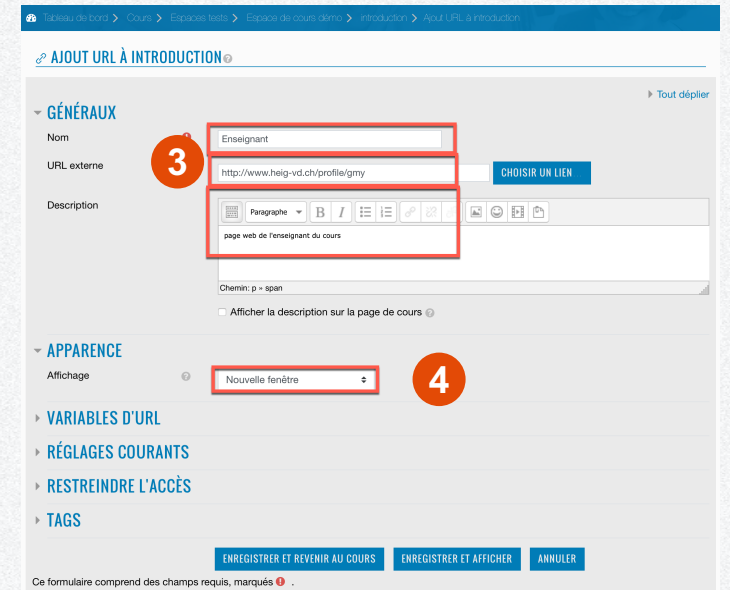 Tableau de bord > Cours > Espaces tests > Espace de cours démo > introduction > Ajout URL à introduction
AJOUT URL À INTRODUCTION
Tout déplier
GÉNÉRAUX
Nom
Enseignant
3
URL externe
http://www.heig-vd.ch/profile/gmy
CHOISIR UN LIEN
Description
Paragraphe B I
page web de l'enseignant du cours
Chemin: p » span
Afficher la description sur la page de cours
APPARENCE
Affichage
Nouvelle fenêtre
4
VARIABLES D'URL
RÉGLAGES COURANTS
RESTREINDRE L'ACCÈS
TAGS
ENREGISTRER ET REVENIR AU COURS ENREGISTRER ET AFFICHER ANNULER
Ce formulaire comprend des champs requis, marqués .